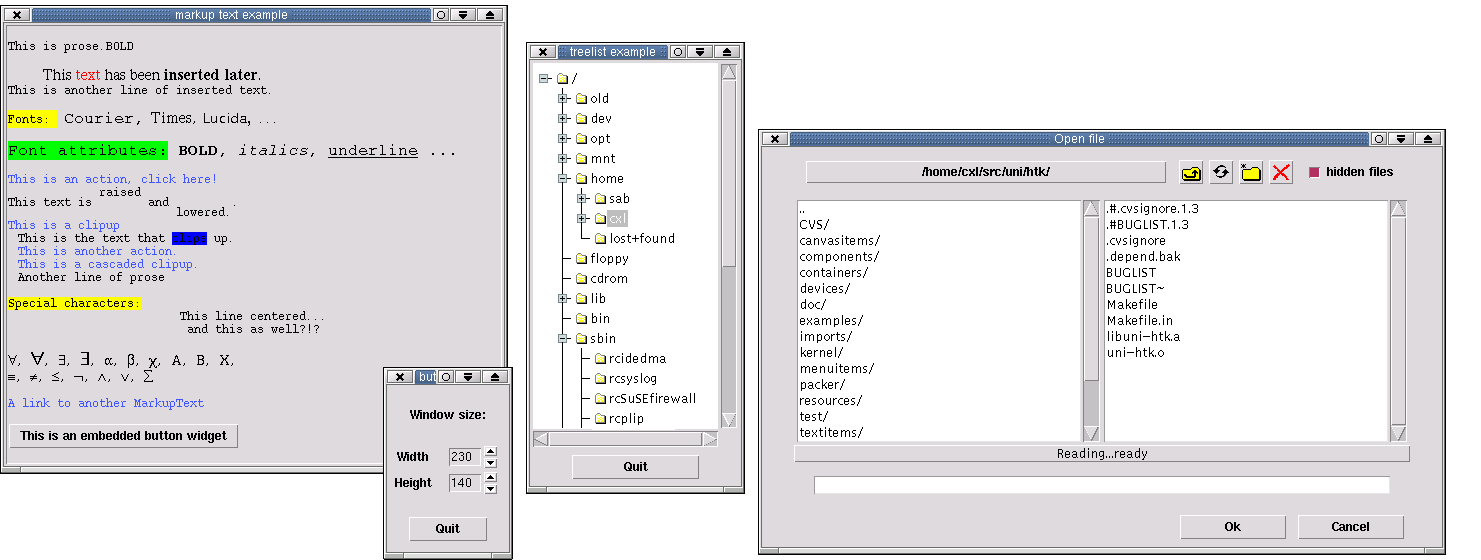 markup text example
This is prose.BOLD
This text has been inserted later.
This is another line of inserted text.
Fonts: Courier, Times, Lucida, ...
Font attributes: BOLD, italics, underline ...
This is an action, click here!
This text is raised and lowered. .
This is a clipup
This is the text that clips up.
This is another action.
This is a cascaded clipup.
Another line of prose
Special characters:
This line centered...
and this as well?!?
∀, ∀, ∃, ∃, α, β, χ, Α, Β, Χ,
≡, ≠, ≤, ¬, ∧, ∨, ∑
A link to another MarkupText
This is an embedded button widget
but
Window size:
Width 230
Height 140
Quit
treelist example
/
old
dev
opt
mnt
home
sab
cxl
lost+found
floppy
cdrom
lib
bin
sbin
rcidedma
rcsyslog
rcSuSEfirewall
rcplip
Quit
Open file
/home/cxl/src/uni/htk/
hidden files
..
CVS/
canvasitems/
components/
containers/
devices/
doc/
examples/
imports/
kernel/
menuitems/
packer/
resources/
test/
textitems/
.#.cvsignore.1.3
.#BUGLIST.1.3
.cvsignore
.depend.bak
BUGLIST
BUGLIST~
Makefile
Makefile.in
libuni-htk.a
uni-htk.o
Reading...ready
Ok
Cancel